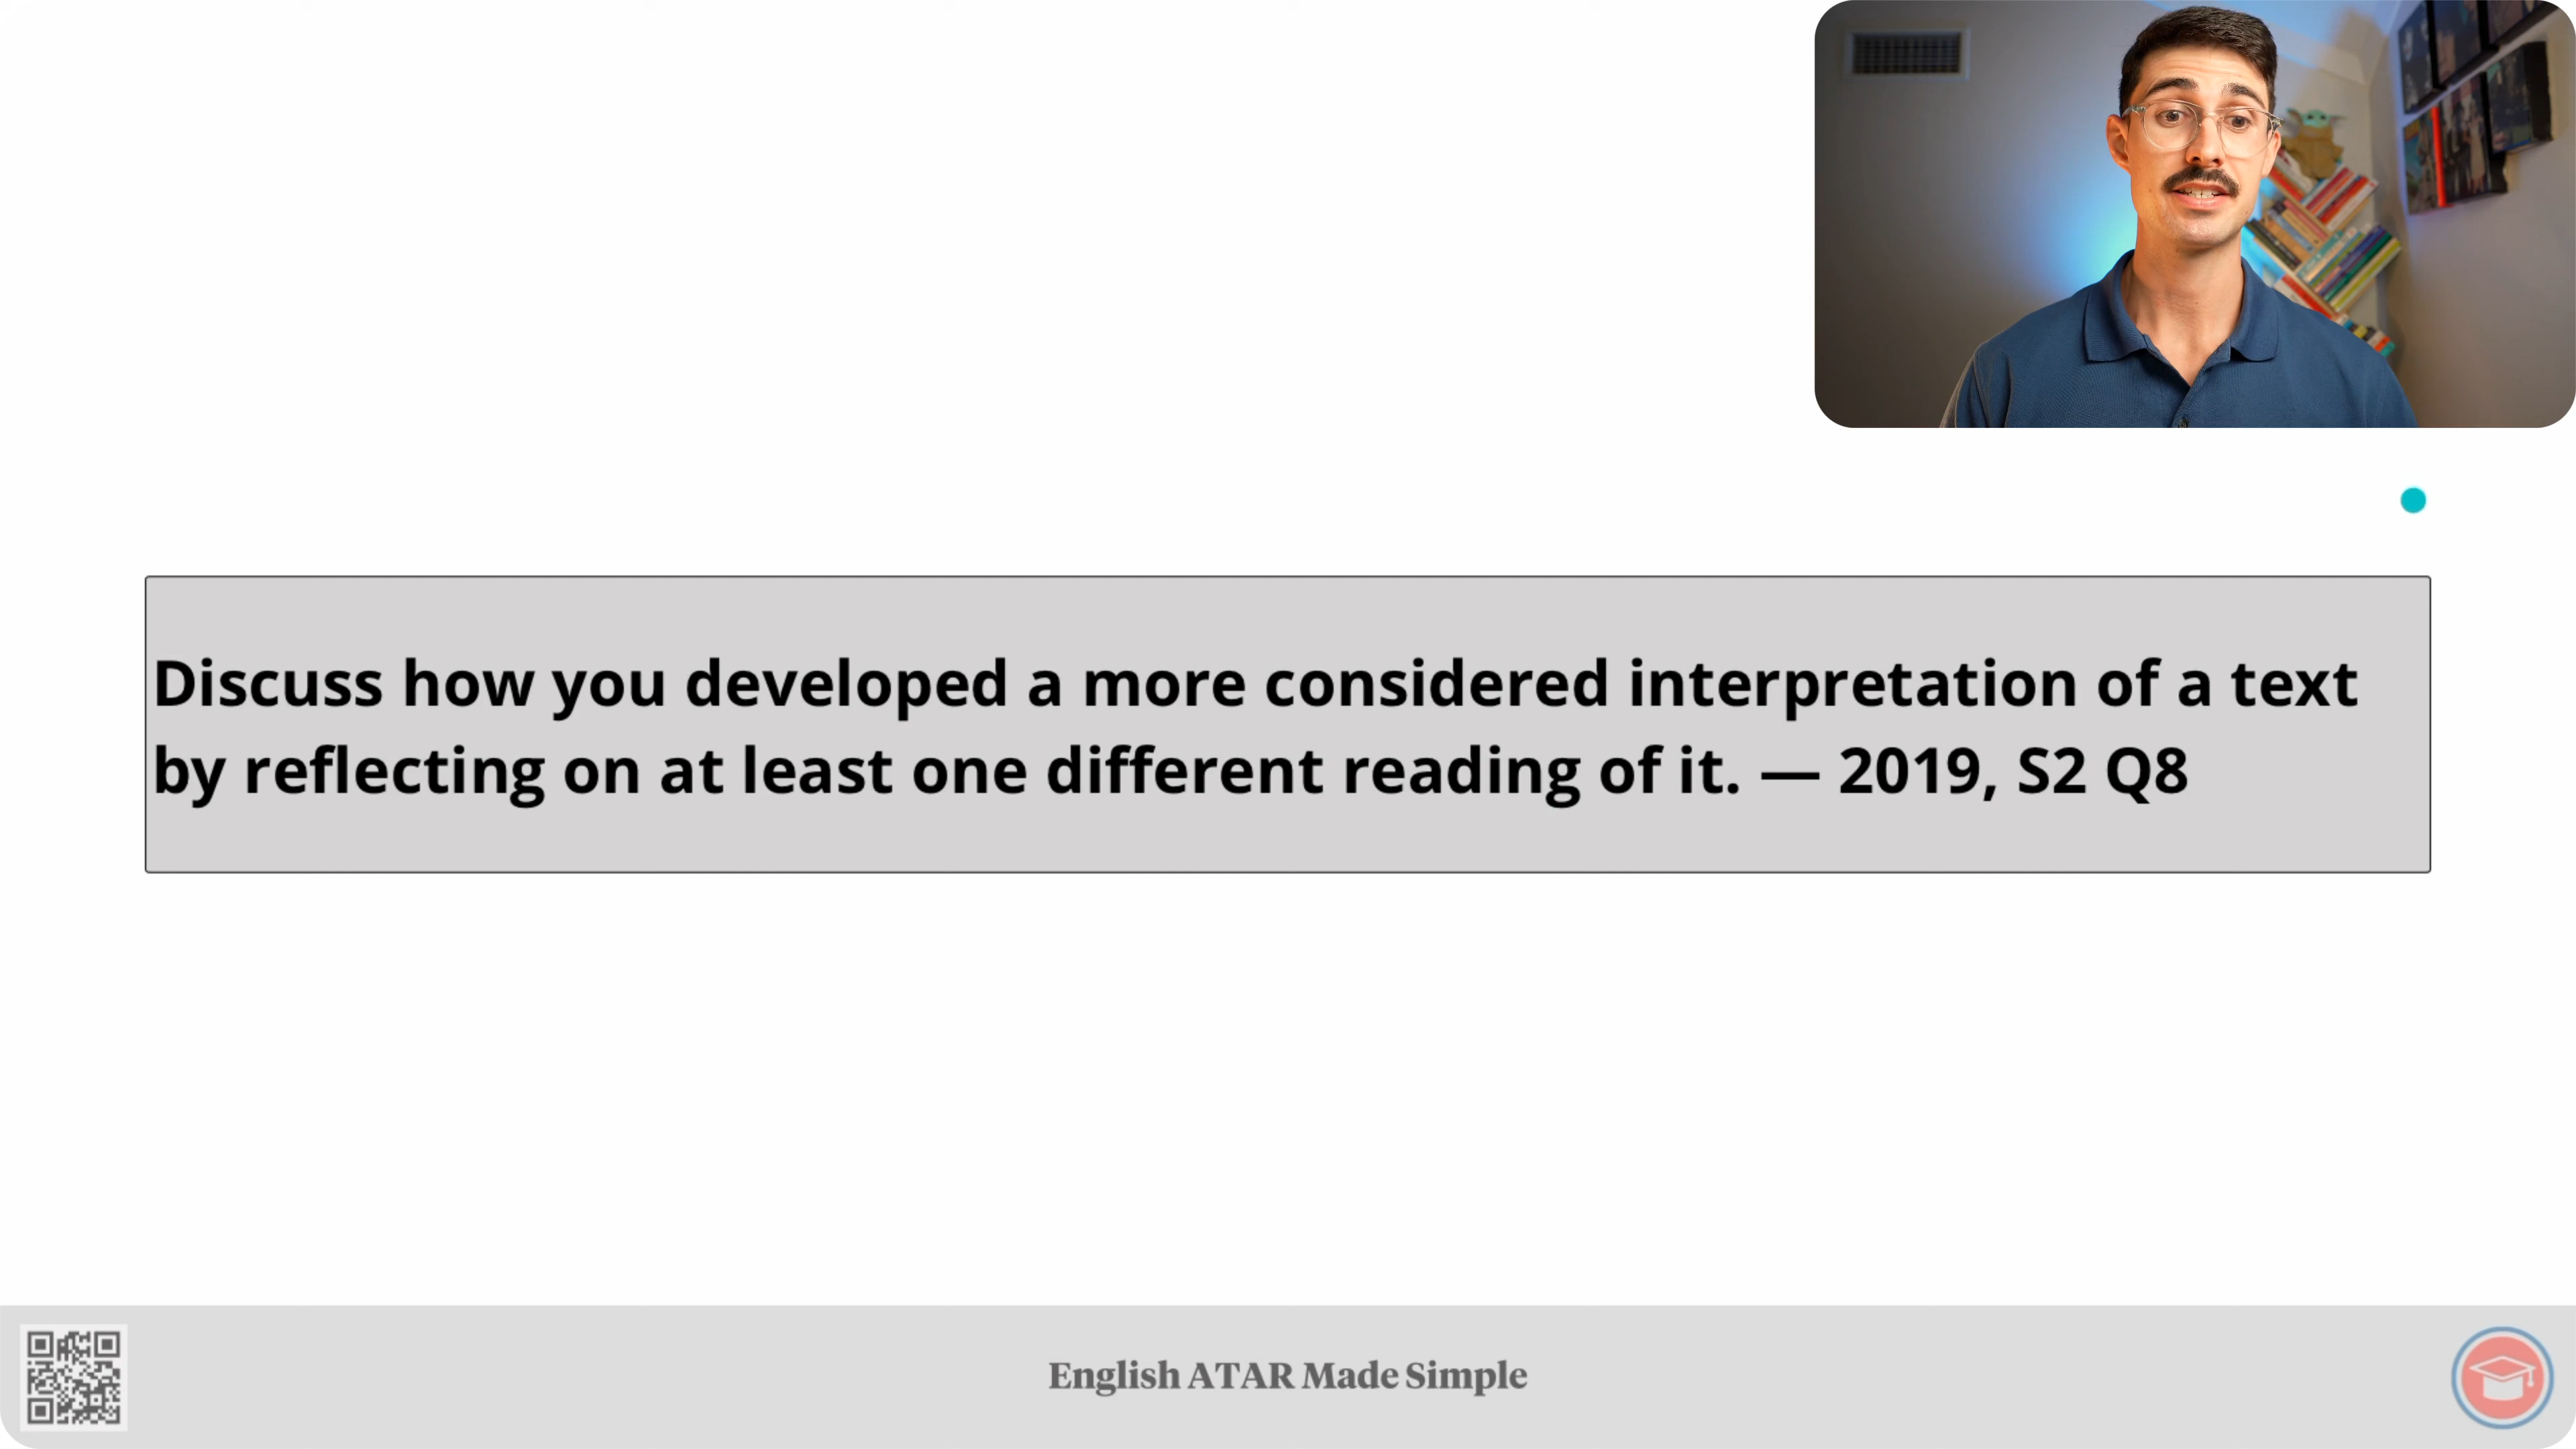 Discuss how you developed a more considered interpretation of a text
by reflecting on at least one different reading of it. — 2019, S2 Q8
English ATAR Made Simple